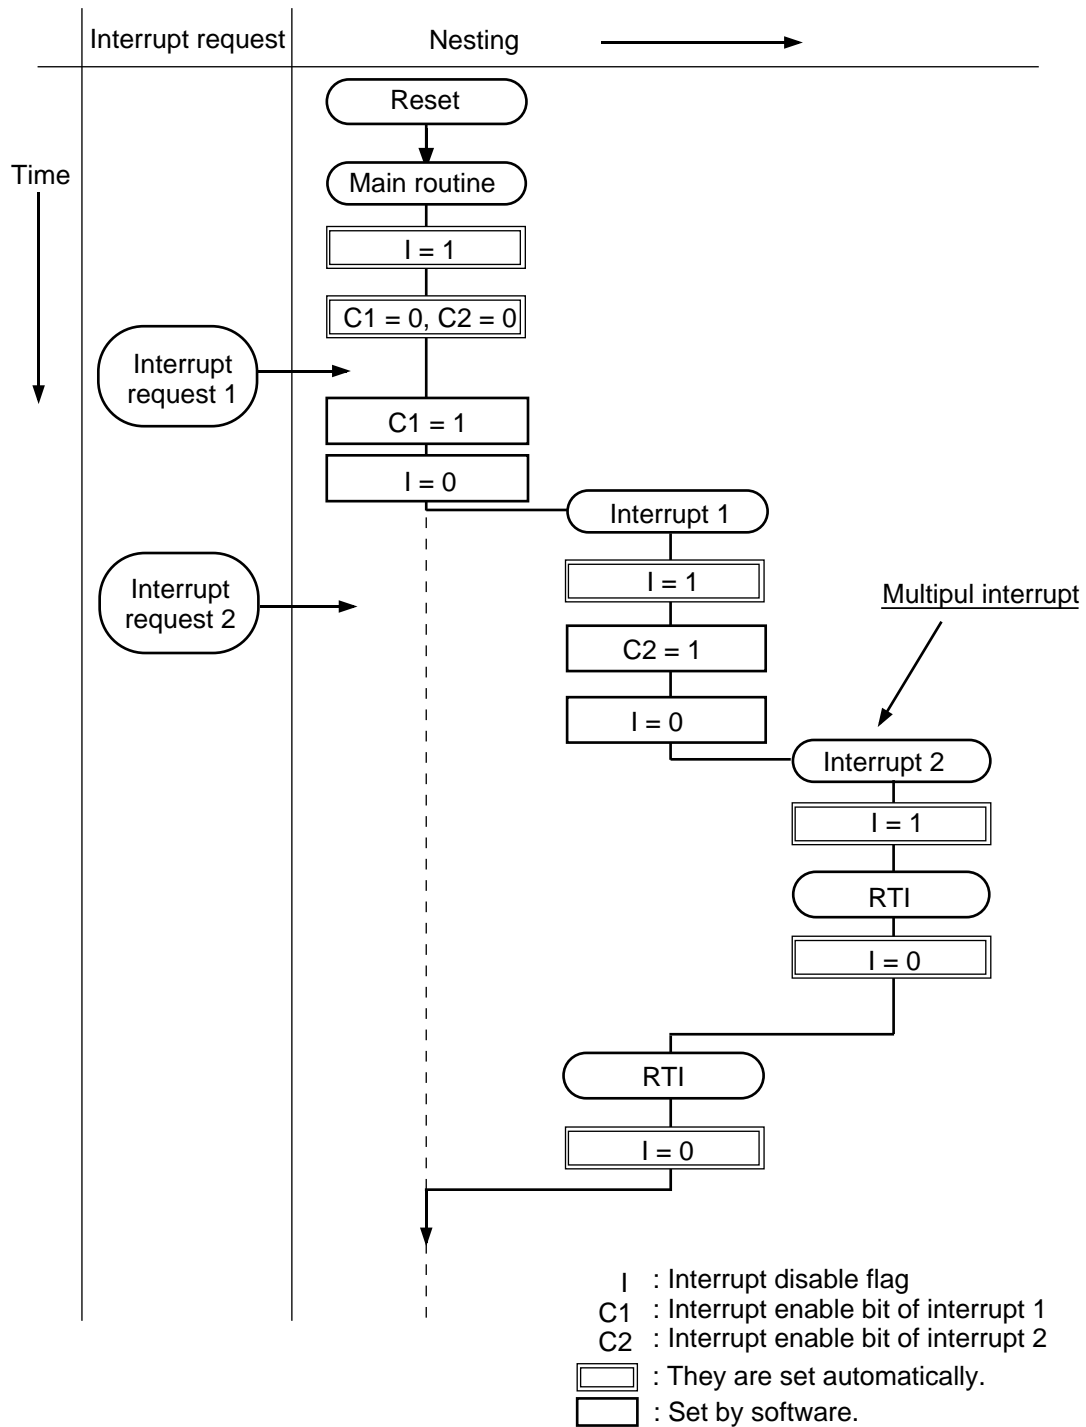 Interrupt request
Nesting
Reset
Time
Main routine
I = 1
C1 = 0, C2 = 0
Interrupt
request 1
C1 = 1
I = 0
Interrupt 1
Interrupt
request 2
I = 1
Multipul interrupt
C2 = 1
I = 0
Interrupt 2
I = 1
RTI
I = 0
RTI
I = 0
I : Interrupt disable flag
C1 : Interrupt enable bit of interrupt 1
C2 : Interrupt enable bit of interrupt 2
: They are set automatically.
: Set by software.